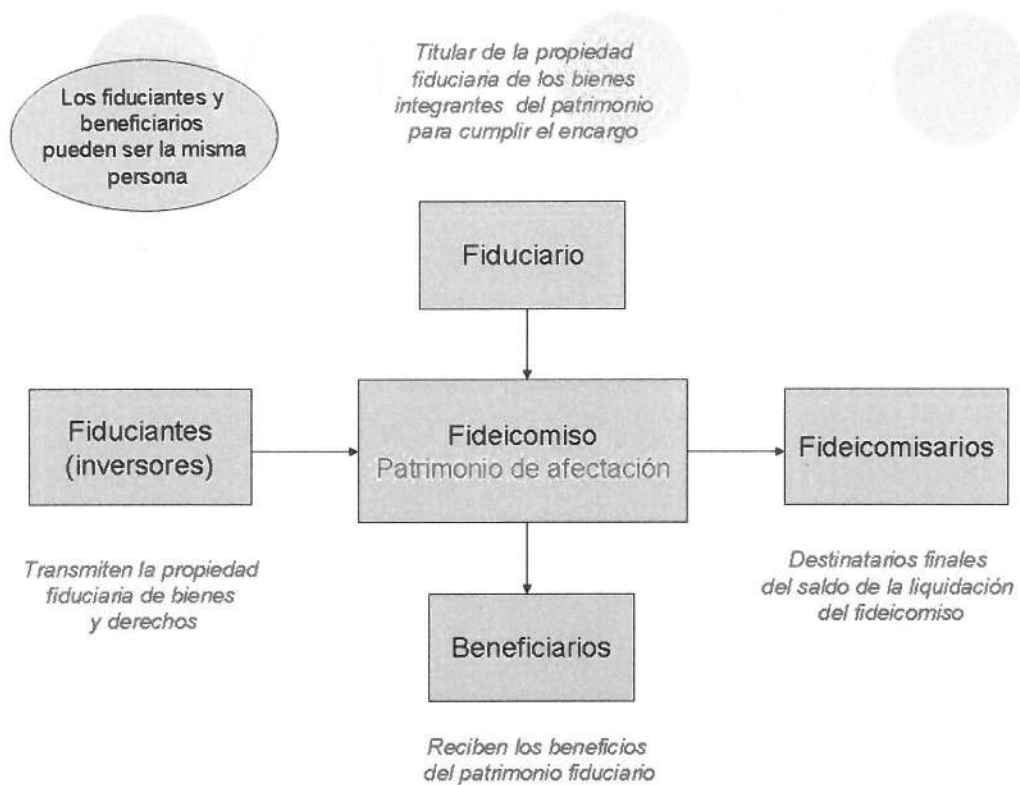 Los fiduciantes y
beneficiarios
pueden ser la misma
persona
Titular de la propiedad
fiduciaria de los bienes
integrantes del patrimonio
para cumplir el encargo
Fiduciario
Fiduciantes
(inversores)
Fideicomiso
Patrimonio de afectación
Fideicomisarios
Transmiten la propiedad
fiduciaria de bienes
y derechos
Destinatarios finales
del saldo de la liquidación
del fideicomiso
Beneficiarios
Reciben los beneficios
del patrimonio fiduciario